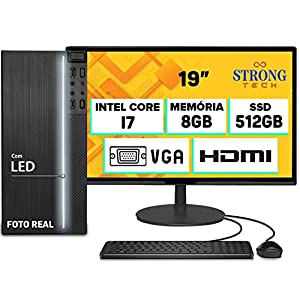 Com
LED
FOTO REAL
19”
STRONG
TECH
INTEL CORE
I7
MEMÓRIA
8GB
SSD
512GB
VGA
HDMI